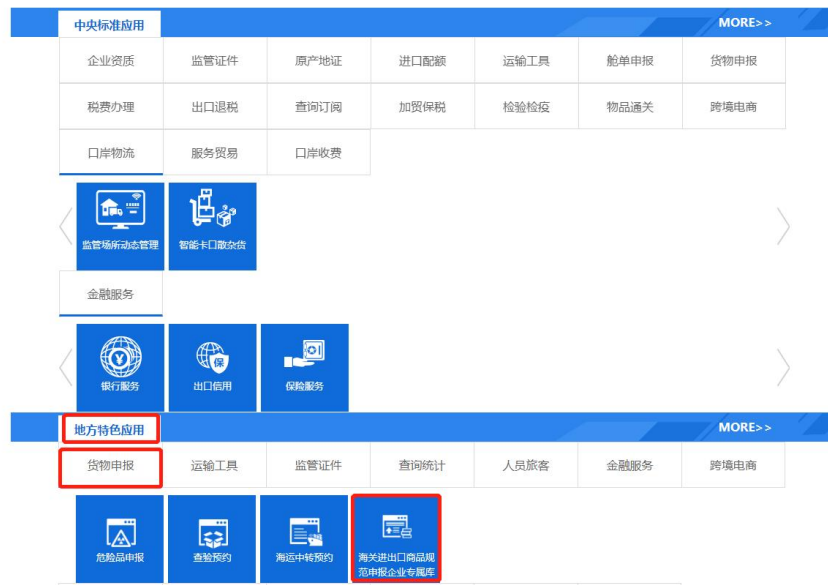 中央标准应用 MORE>>
企业资质 监管证件 原产地证 进口配额 运输工具 舱单申报 货物申报
税费办理 出口退税 查询订阅 加贸保税 检验检疫 物品通关 跨境电商
口岸物流 服务贸易 口岸收费
监管场所动态管理 智能卡口散杂货
金融服务
保
银行服务 出口信用 保险服务
地方特色应用 MORE>>
货物申报 运输工具 监管证件 查询统计 人员旅客 金融服务 跨境电商
危险品申报 查验预约 海运中转预约 海关进出口商品规
范申报企业专属库